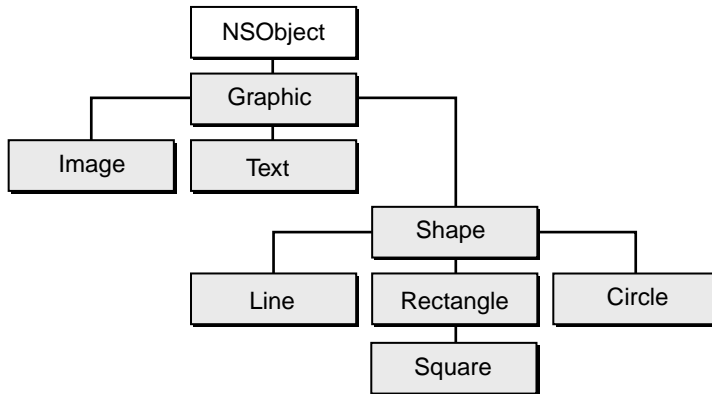 NSObject
Graphic
Image
Text
Shape
Line
Rectangle
Circle
Square